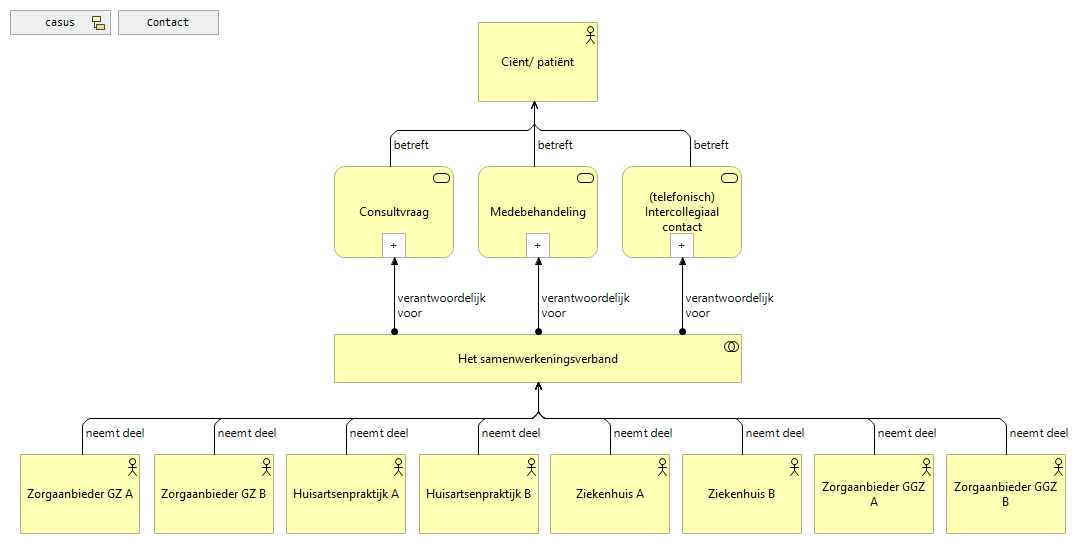 casus
Contact
Ciënt/ patiënt
betreft
betreft
betreft
Consultvraag
+
Medebehandeling
+
(telefonisch)
Intercollegiaal
contact
+
verantwoordelijk
voor
verantwoordelijk
voor
verantwoordelijk
voor
Het samenwerkeningsverband
neemt deel
neemt deel
neemt deel
neemt deel
neemt deel
neemt deel
neemt deel
neemt deel
Zorgaanbieder GZ A
Zorgaanbieder GZ B
Huisartsenpraktijk A
Huisartsenpraktijk B
Ziekenhuis A
Ziekenhuis B
Zorgaanbieder GGZ
A
Zorgaanbieder GGZ
B